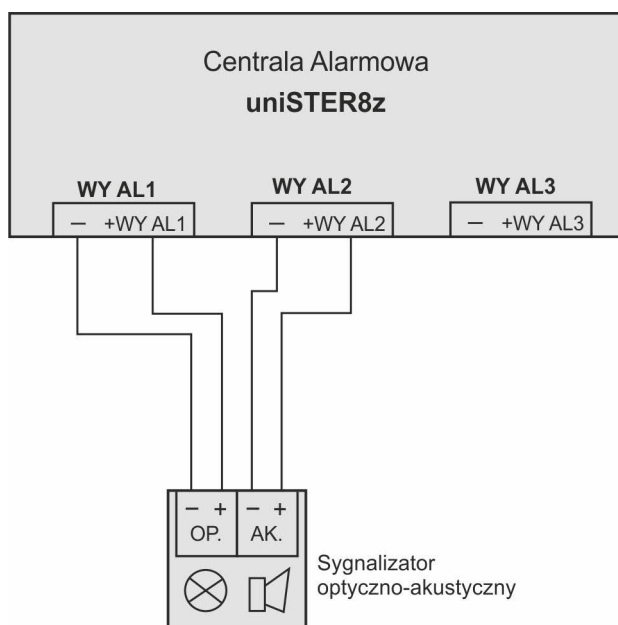 Centrala Alarmowa
uniSTER8z
WY AL1 WY AL2 WY AL3
− +WY AL1 − +WY AL2 − +WY AL3
− + − +
OP. AK.
Sygnalizator
optyczno-akustyczny